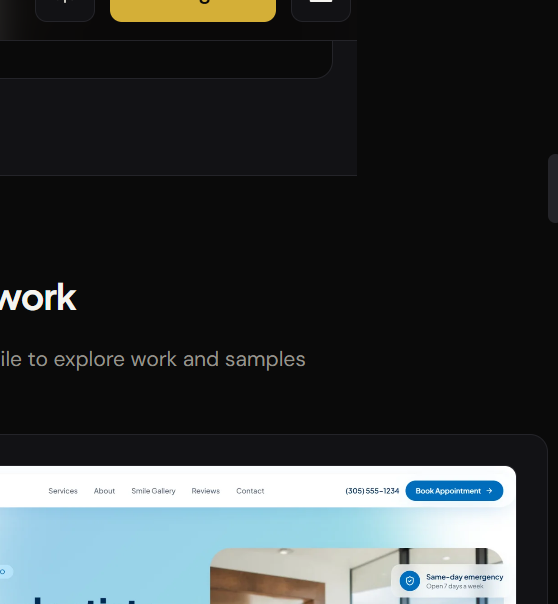 work
ile to explore work and samples
Services About Smile Gallery Reviews Contact (305) 555-1234 Book Appointment →
Same-day emergency
Open 7 days a week